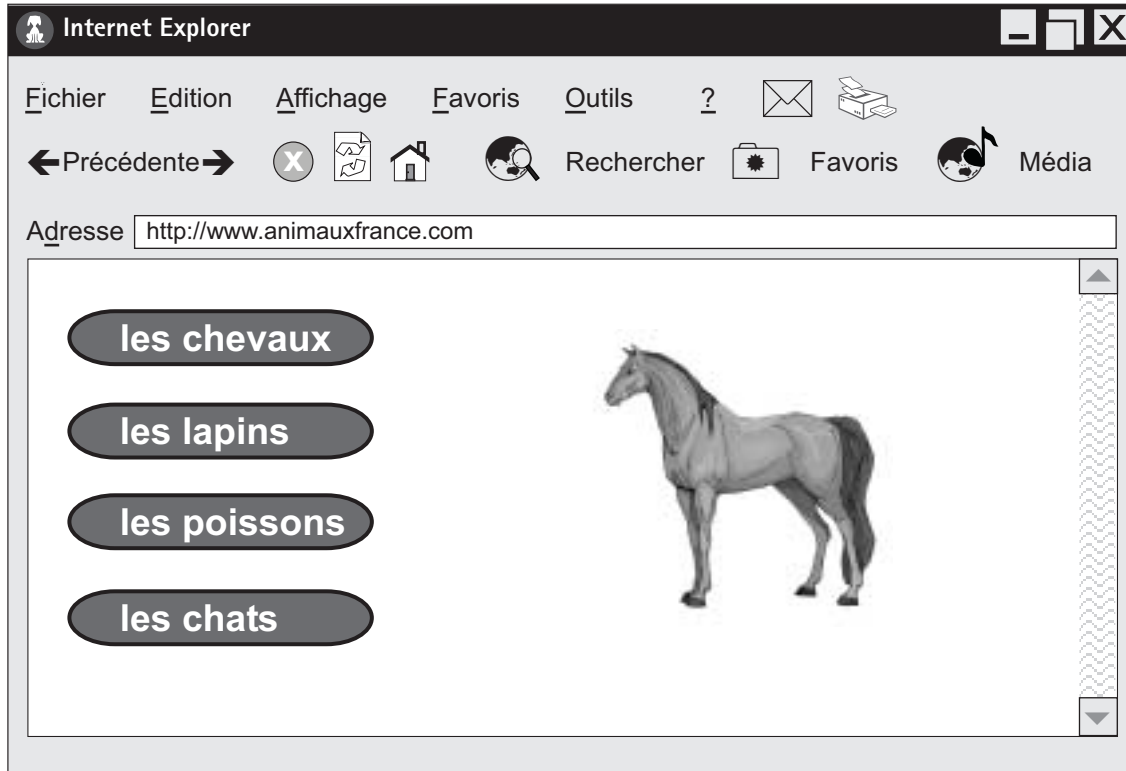 Internet Explorer
Fichier Edition Affichage Favoris Outils ?
Précédente X Rechercher Favoris Média
Adresse http://www.animauxfrance.com
les chevaux
les lapins
les poissons
les chats